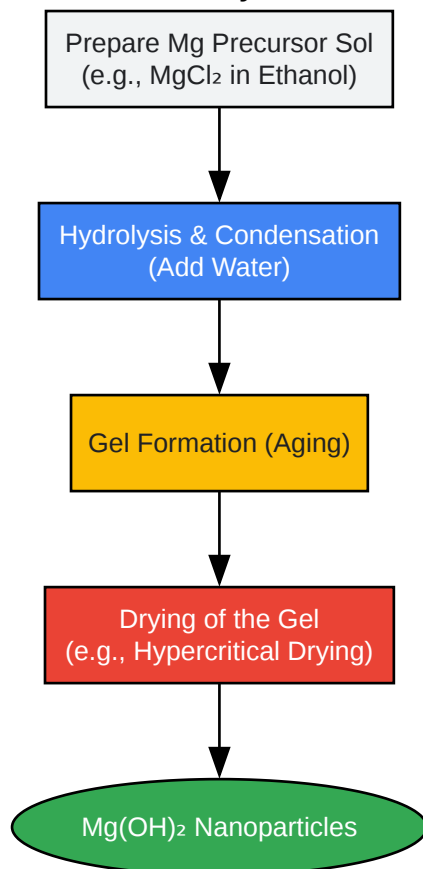 Prepare Mg Precursor Sol
(e.g., MgCl₂ in Ethanol)
Hydrolysis & Condensation
(Add Water)
Gel Formation (Aging)
Drying of the Gel
(e.g., Hypercritical Drying)
Mg(OH)₂ Nanoparticles